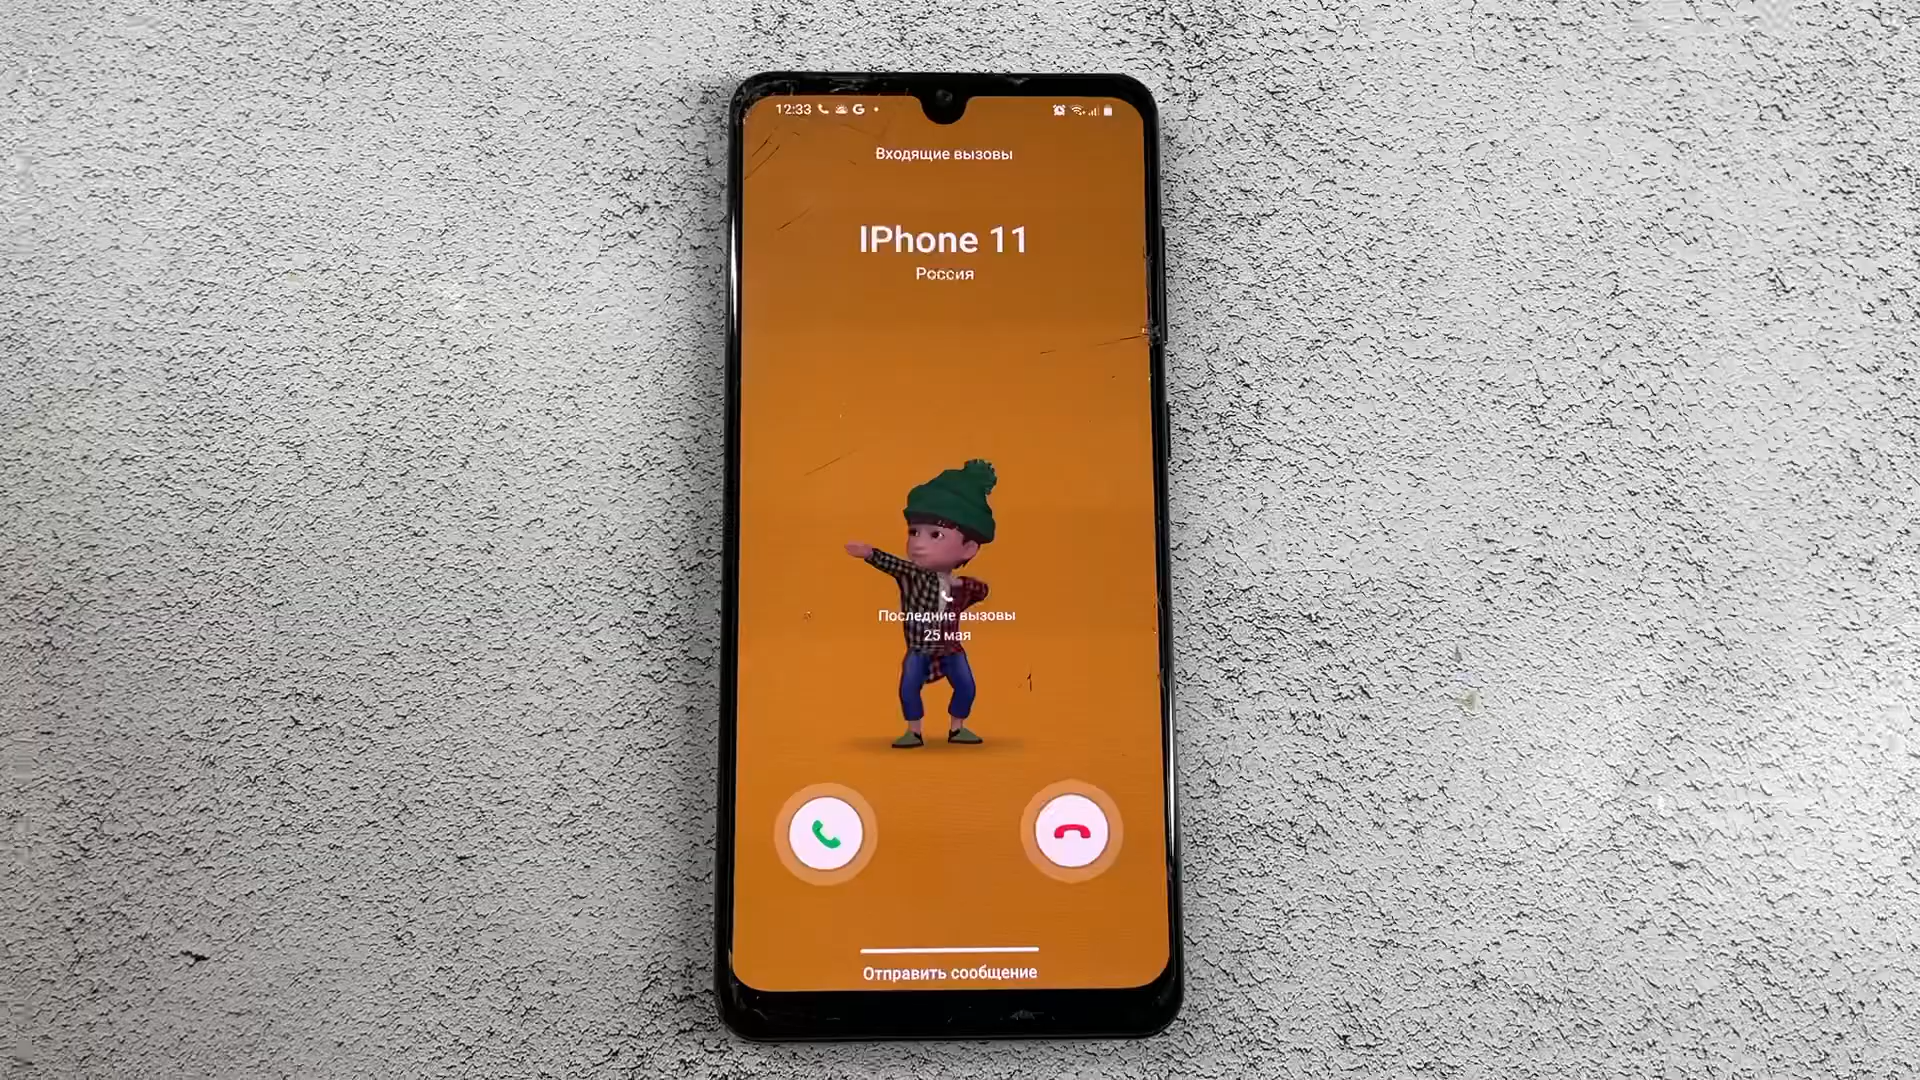 12:33 G
Входящие вызовы
IPhone 11
Россия
Последние вызовы
25 мая
Отправить сообщение